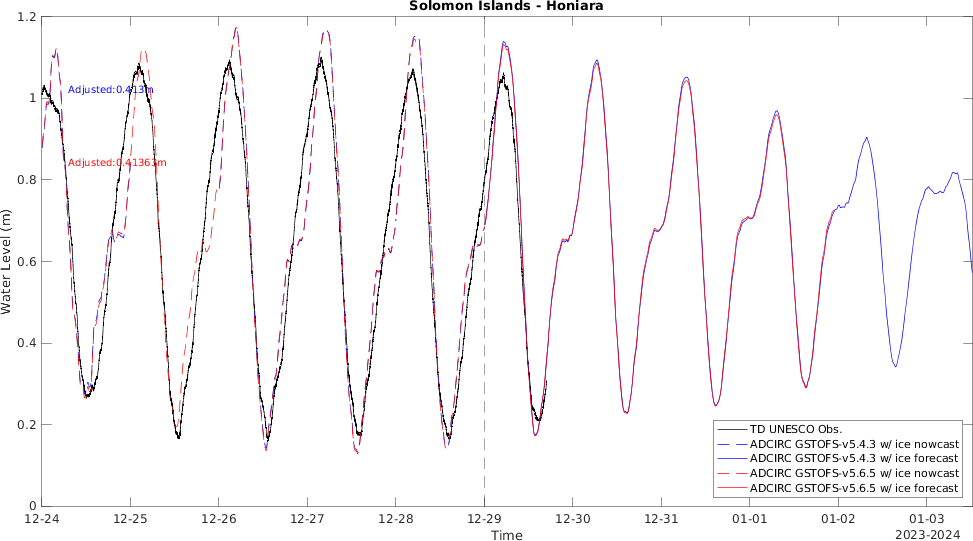 Solomon Islands - Honiara
1.2
1
0.8
0.6
0.4
0.2
0
Water Level (m)
Adjusted:0.413m
Adjusted:0.41363m
TD UNESCO Obs.
ADCIRC GSTOFS-v5.4.3 w/ ice nowcast
ADCIRC GSTOFS-v5.4.3 w/ ice forecast
ADCIRC GSTOFS-v5.6.5 w/ ice nowcast
ADCIRC GSTOFS-v5.6.5 w/ ice forecast
12-24 12-25 12-26 12-27 12-28 12-29 12-30 12-31 01-01 01-02 01-03
Time
2023-2024